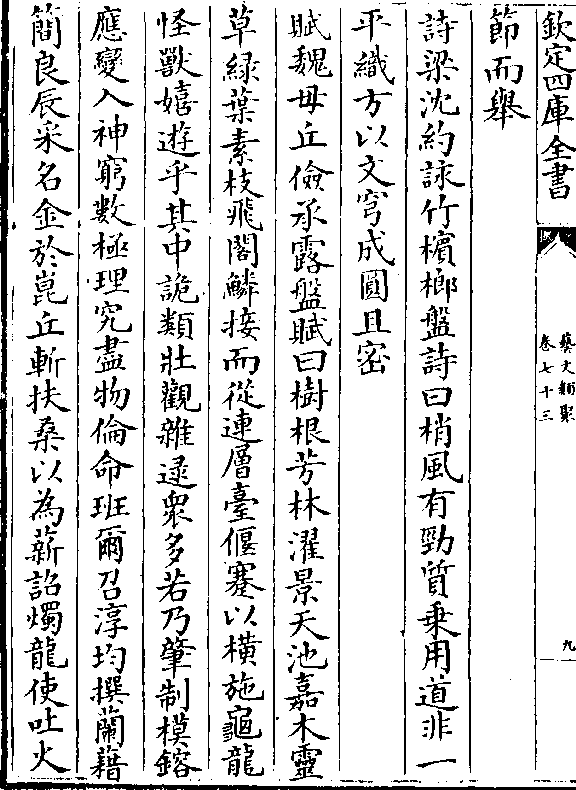 欽定四庫全書
藝文類聚
卷七十三
九
節而舉
詩梁沈約詠竹檳榔盤詩曰梢風有勁質乗用道非一
平織方以文穹成圓且密
賦魏毋丘儉承露盤賦曰樹根芳林濯景天池嘉木靈
草緑葉素枝飛閣鱗接而從連層臺偃蹇以横施龜龍
怪獸嬉遊乎其中詭類壯觀雜逯衆多若乃肇制模鎔
應變入神窮數極理究盡物倫命班爾召淳均撰蘭藉
簡良辰采名金於崑丘斬扶桑以為薪詔燭龍使吐火